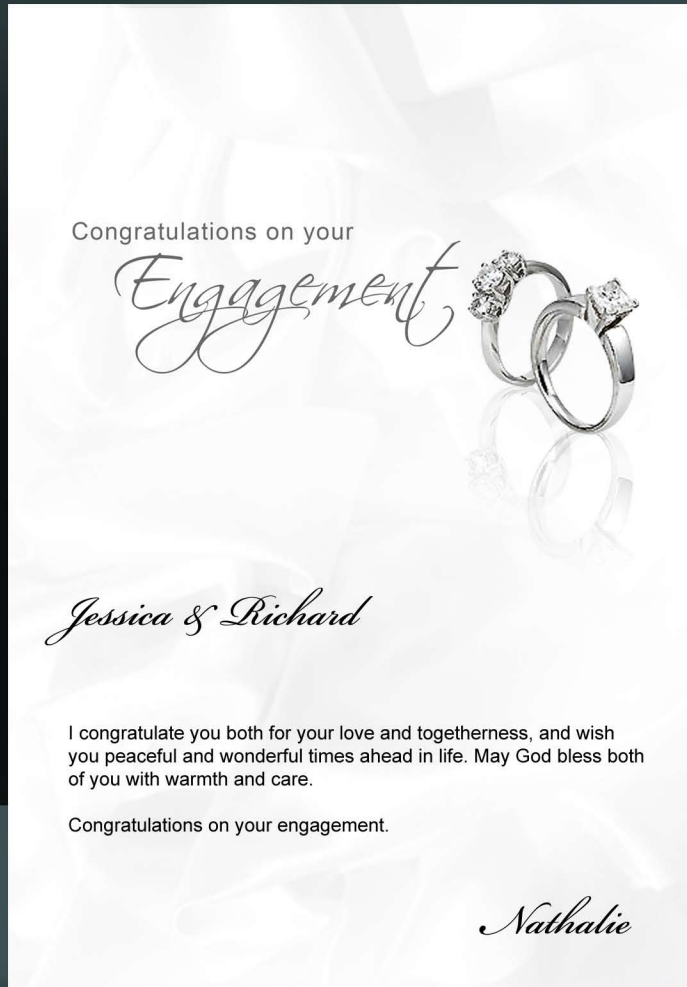 Congratulations on your
Engagement
Jessica & Richard
I congratulate you both for your love and togetherness, and wish
you peaceful and wonderful times ahead in life. May God bless both
of you with warmth and care.
Congratulations on your engagement.
Nathalie